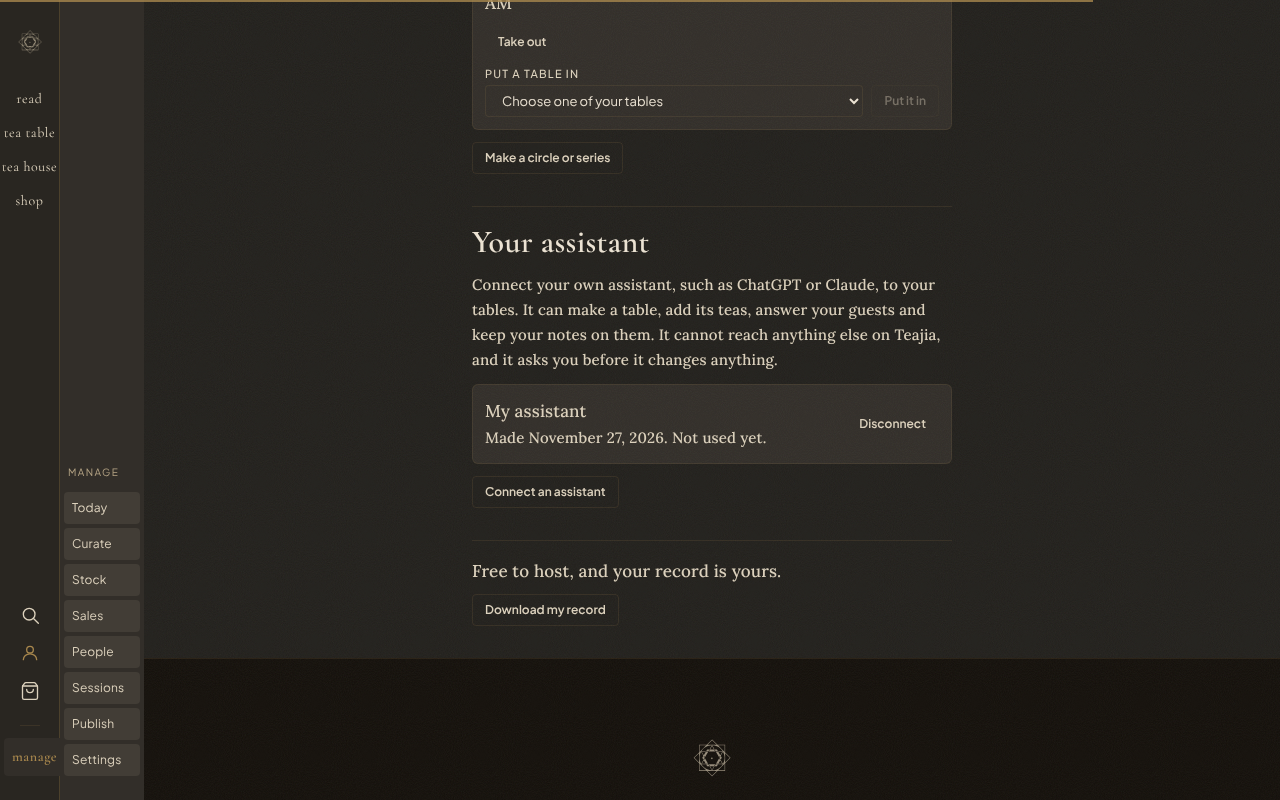 AM
Take out
PUT A TABLE IN
Choose one of your tables
Put it in
Make a circle or series
Your assistant
Connect your own assistant, such as ChatGPT or Claude, to your
tables. It can make a table, add its teas, answer your guests and
keep your notes on them. It cannot reach anything else on Teajia,
and it asks you before it changes anything.
My assistant
Made November 27, 2026. Not used yet.
Disconnect
Connect an assistant
Free to host, and your record is yours.
Download my record
read
tea table
tea house
shop
manage
MANAGE
Today
Curate
Stock
Sales
People
Sessions
Publish
Settings